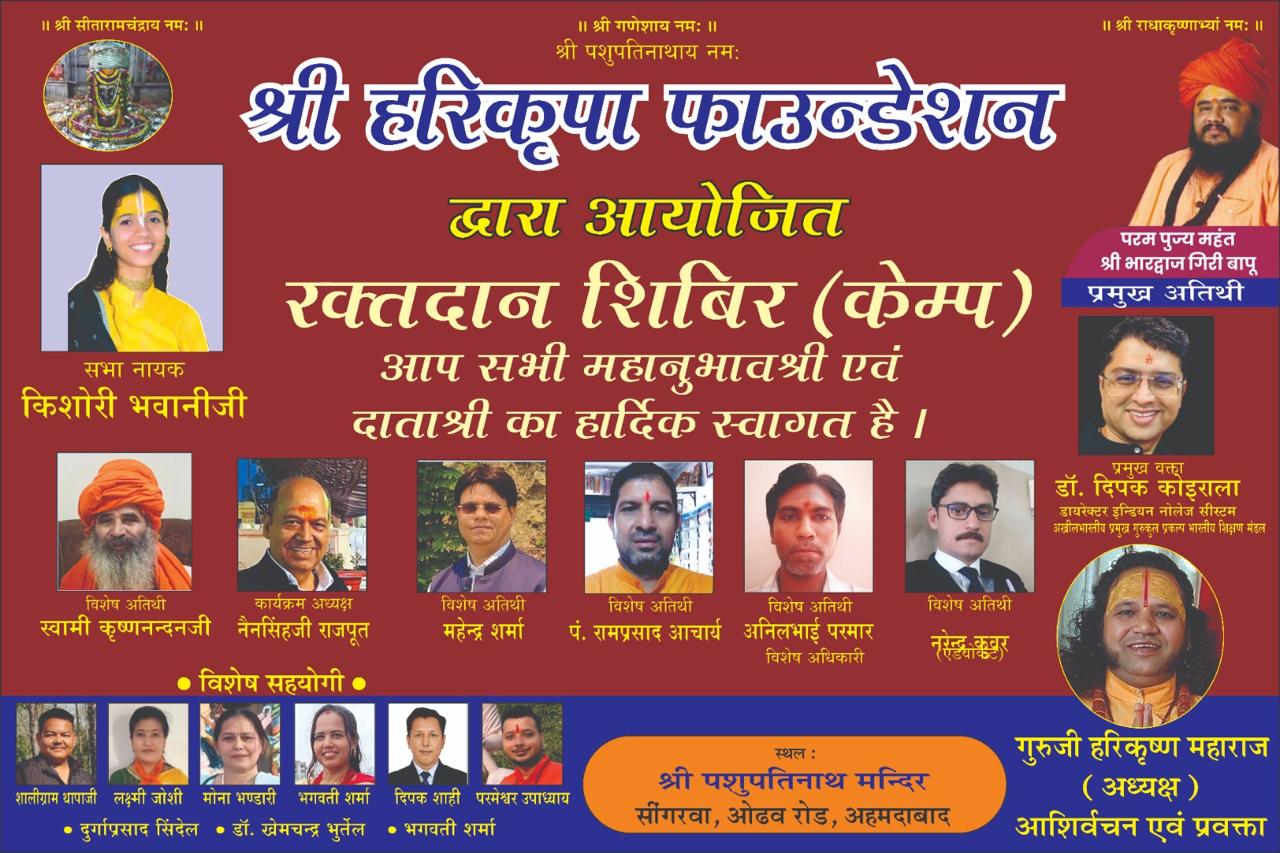 ॥ श्री सीतारामचंद्राय नमः ॥
॥ श्री गणेशाय नमः ॥
॥ श्री राधाकृष्णाभ्यां नमः ॥
श्री पशुपतिनाथाय नमः
श्री हरिकृपा फाउन्डेशन
द्वारा आयोजित
रक्तदान शिबिर (केम्प)
आप सभी महानुभावश्री एवं
दाताश्री का हार्दिक स्वागत है ।
परम पुज्य महंत
श्री भारद्वाज गिरी बापू
प्रमुख अतिथी
सभा नायक
किशोरी भवानीजी
प्रमुख वक्ता
डॉ. दिपक कोइराला
डायरेक्टर इन्डियन नोलेज सीस्टम
अखीलभारतीय प्रमुख गुरुकुल प्रकल्प भारतीय शिक्षण मंडल
विशेष अतिथी
स्वामी कृष्णनन्दनजी
कार्यक्रम अध्यक्ष
नैनसिंहजी राजपूत
विशेष अतिथी
महेन्द्र शर्मा
विशेष अतिथी
पं. रामप्रसाद आचार्य
विशेष अतिथी
अनिलभाई परमार
विशेष अधिकारी
विशेष अतिथी
नरेन्द्र कुवर
(एडवोकेट)
● विशेष सहयोगी ●
शालीग्राम थापाजी
लक्ष्मी जोशी
मोना भण्डारी
भगवती शर्मा
दिपक शाही
परमेश्वर उपाध्याय
• दुर्गाप्रसाद सिंदेल • डॉ. खेमचन्द्र भुर्तेल • भगवती शर्मा
स्थल :
श्री पशुपतिनाथ मन्दिर
सींगरवा, ओढव रोड, अहमदाबाद
गुरुजी हरिकृष्ण महाराज
( अध्यक्ष )
आशिर्वचन एवं प्रवक्ता